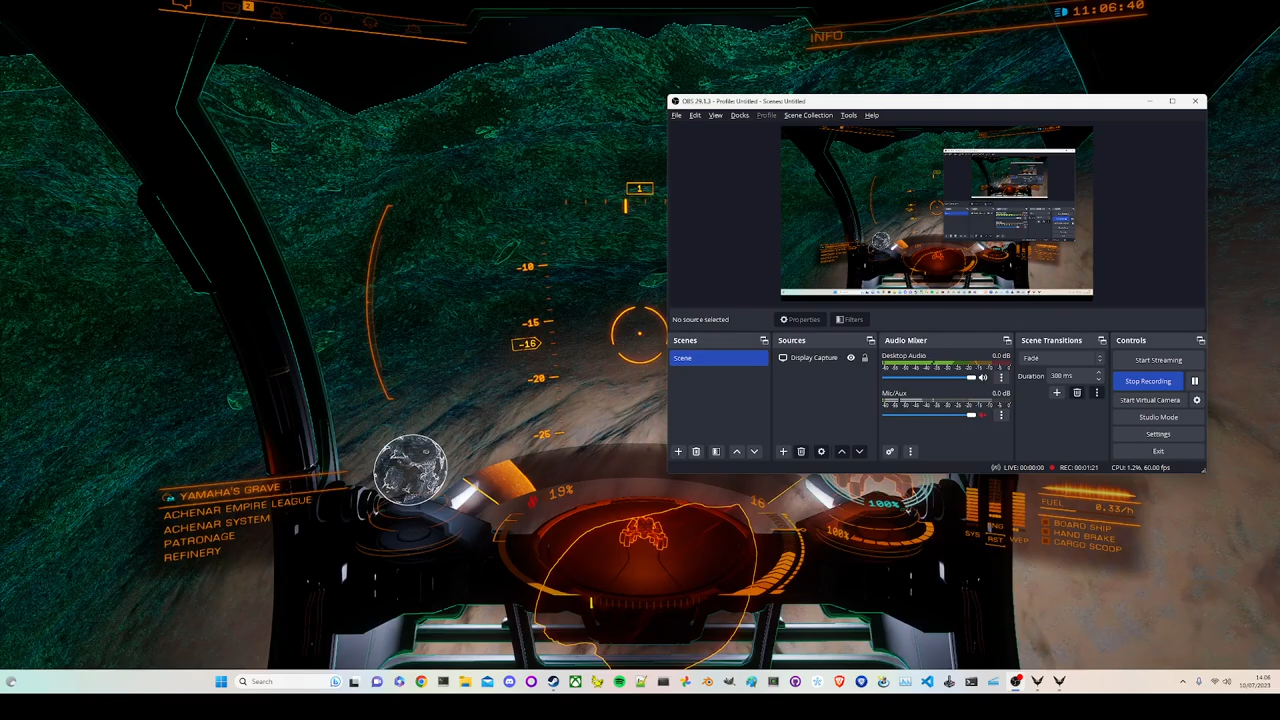 2
INFO
11:06:40
OBS 29.1.3 - Profile: Untitled - Scenes: Untitled
File Edit View Docks Profile Scene Collection Tools Help
-1
-10
-15
-16
-20
-25
No source selected
Properties
Filters
Scenes
Scene
Sources
Display Capture
Audio Mixer
Desktop Audio 0.0 dB
Mic/Aux 0.0 dB
Scene Transitions
Fade
Duration 300 ms
Controls
Start Streaming
Stop Recording
Start Virtual Camera
Studio Mode
Settings
Exit
LIVE: 00:00:00 REC: 00:01:21 CPU: 1.2%, 60.00 fps
YAMAHA'S GRAVE
ACHENAR EMPIRE LEAGUE
ACHENAR SYSTEM
PATRONAGE
REFINERY
19%
16
100%
100%
SYS ENG WEP
RST
FUEL 0.33/h
BOARD SHIP
HAND BRAKE
CARGO SCOOP
Search
14.06
10/07/2023